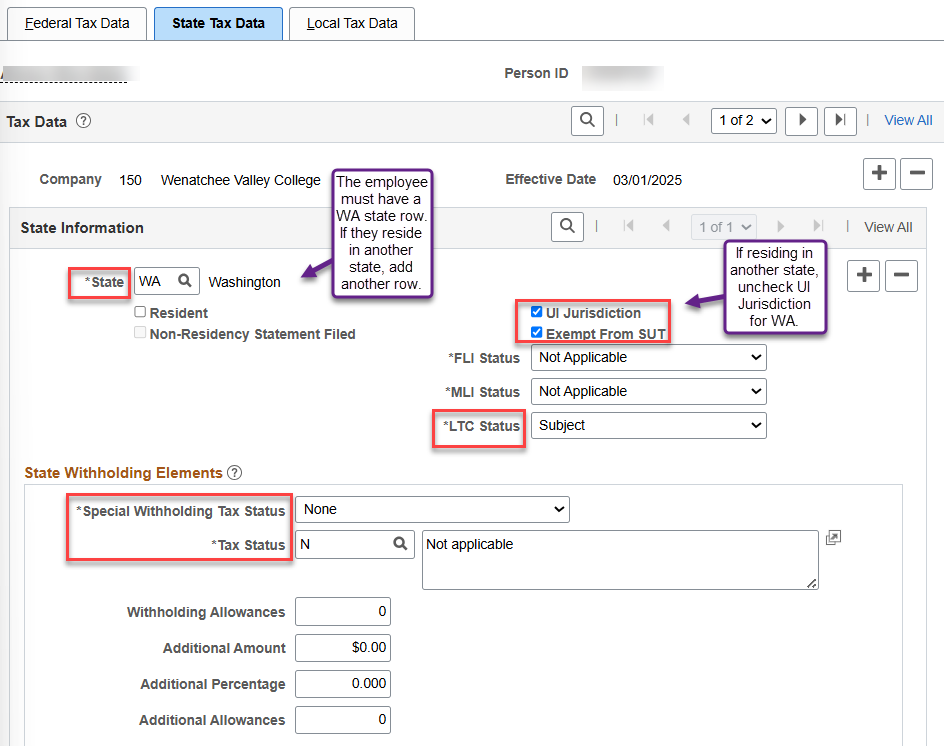 Federal Tax Data State Tax Data Local Tax Data
Person ID
Tax Data ? 1 of 2 View All
Company 150 Wenatchee Valley College Effective Date 03/01/2025
The employee
must have a
WA state row.
If they reside
in another
state, add
another row.
State Information 1 of 1 View All
If residing in
another state,
uncheck UI
Jurisdiction
for WA.
*State WA Washington
Resident
Non-Residency Statement Filed
UI Jurisdiction
Exempt From SUT
*FLI Status Not Applicable
*MLI Status Not Applicable
*LTC Status Subject
State Withholding Elements ?
*Special Withholding Tax Status None
*Tax Status N Not applicable
Withholding Allowances 0
Additional Amount $0.00
Additional Percentage 0.000
Additional Allowances 0